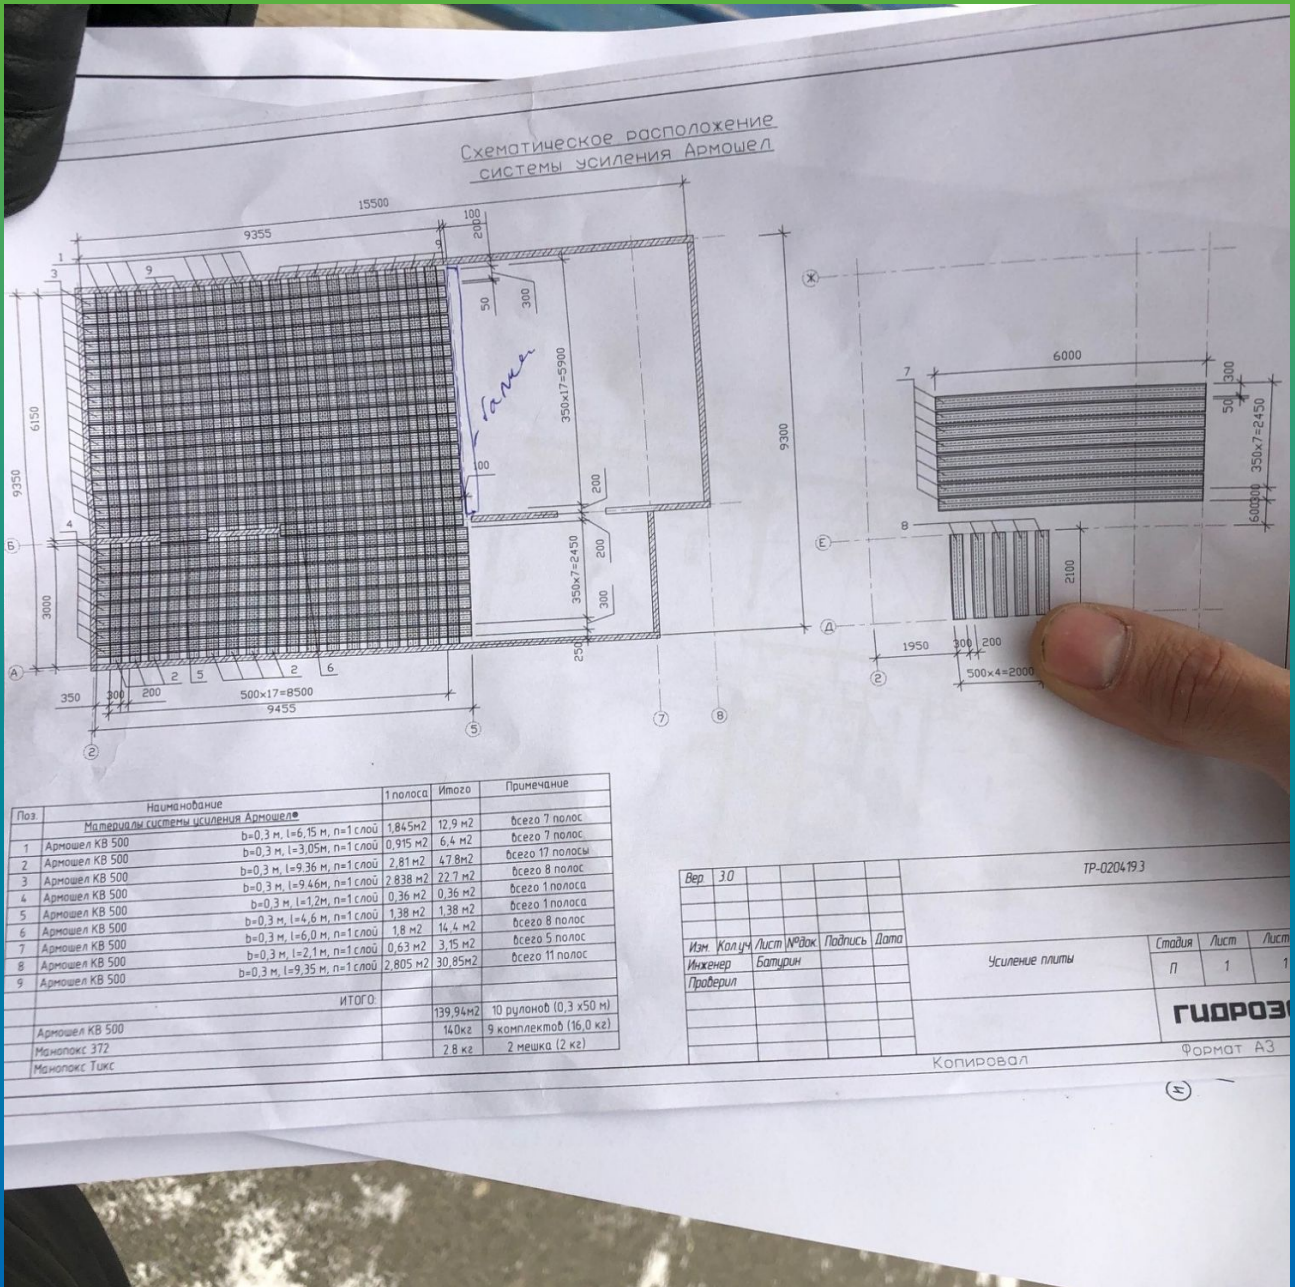 Схематическое расположение
системы усиления Армошел
15500
9355
100
200
9
1
9
3
50
300
6150
9350
350х17=5900
9300
балка
200
4
Б
3000
350х7=2450
200
300
250
А
2
5
2
6
350
300
200
500х17=8500
9455
2
5
7
8
Ж
6000
7
300
50
350х7=2450
600
300
8
Е
2100
Д
1950
300
200
2
500х4=2000
Поз. Наиманование 1 полоса Итого Примечание
Материалы системы усиления Армошел®
1 Армошел КВ 500 b=0,3 м, l=6,15 м, n=1 слой 1,845м2 12,9 м2 Всего 7 полос
2 Армошел КВ 500 b=0,3 м, l=3,05м, n=1 слой 0,915 м2 6,4 м2 Всего 7 полос
3 Армошел КВ 500 b=0,3 м, l=9.36 м, n=1 слой 2,81 м2 47.8м2 Всего 17 полосы
4 Армошел КВ 500 b=0,3 м, l=9.46м, n=1 слой 2.838 м2 22.7 м2 Всего 8 полос
5 Армошел КВ 500 b=0,3 м, l=1,2м, n=1 слой 0,36 м2 0,36 м2 Всего 1 полоса
6 Армошел КВ 500 b=0,3 м, l=4,6 м, n=1 слой 1,38 м2 1,38 м2 Всего 1 полоса
7 Армошел КВ 500 b=0,3 м, l=6,0 м, n=1 слой 1,8 м2 14,4 м2 Всего 8 полос
8 Армошел КВ 500 b=0,3 м, l=2,1 м, n=1 слой 0,63 м2 3,15 м2 Всего 5 полос
9 Армошел КВ 500 b=0,3 м, l=9,35 м, n=1 слой 2,805 м2 30,85м2 Всего 11 полос
ИТОГО:
Армошел КВ 500 139,94м2 10 рулонов (0,3 х50 м)
Манопокс 372 140кг 9 комплектов (16,0 кг)
Манопокс Тикс 2.8 кг 2 мешка (2 кг)
Вер. 3.0
ТР-020419.3
Изм. Кол.уч Лист №док Подпись Дата
Инженер Батурин
Проверил
Усиление плиты
Стадия Лист
П 1 1
Копировал
Формат А3